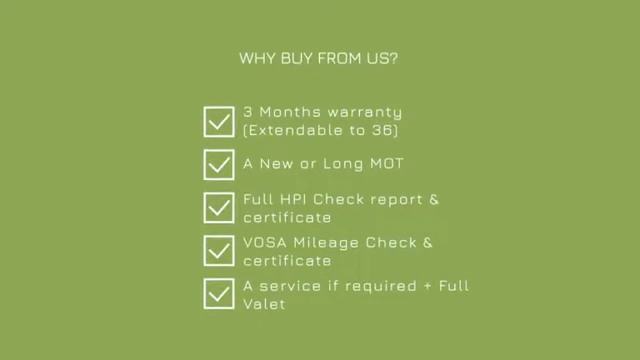 WHY BUY FROM US?
3 Months warranty
(Extendable to 36)
A New or Long MOT
Full HPI Check report &
certificate
VOSA Mileage Check &
certificate
A service if required + Full
Valet